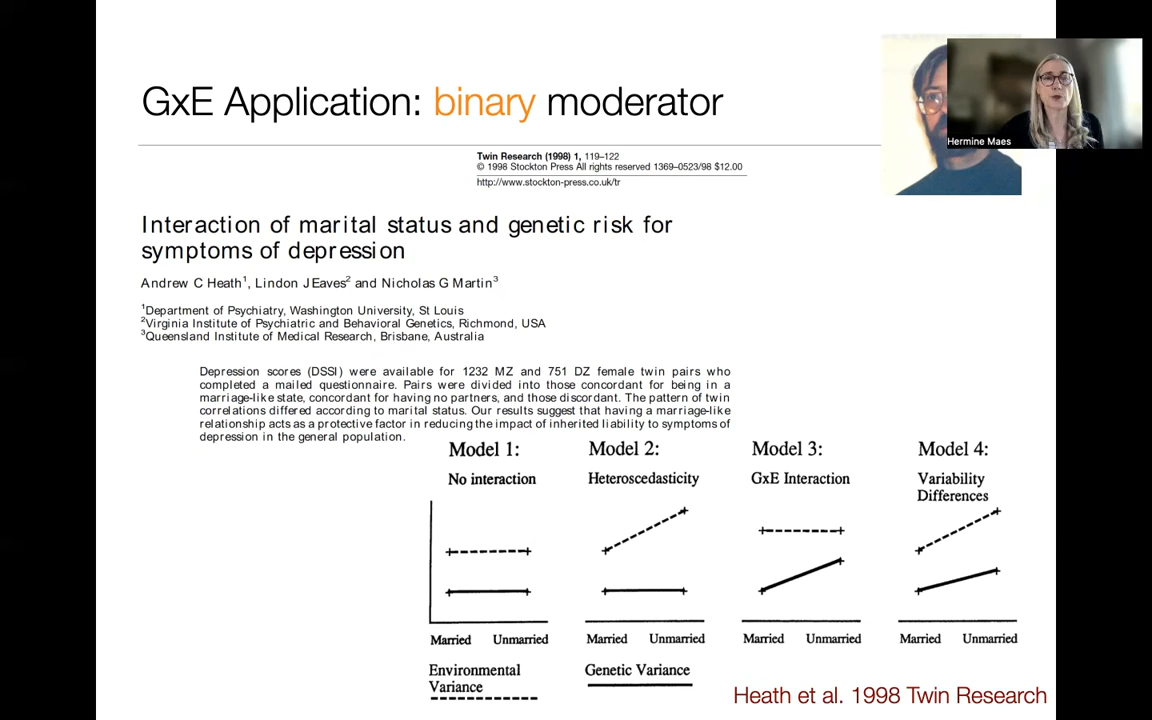 GxE Application: binary moderator
Hermine Maes
Twin Research (1998) 1, 119–122
© 1998 Stockton Press All rights reserved 1369–0523/98 $12.00
http://www.stockton-press.co.uk/tr
Interaction of marital status and genetic risk for
symptoms of depression
Andrew C Heath1, Lindon J Eaves2 and Nicholas G Martin3
1Department of Psychiatry, Washington University, St Louis
2Virginia Institute of Psychiatric and Behavioral Genetics, Richmond, USA
3Queensland Institute of Medical Research, Brisbane, Australia
Depression scores (DSSI) were available for 1232 MZ and 751 DZ female twin pairs who
completed a mailed questionnaire. Pairs were divided into those concordant for being in a
marriage-like state, concordant for having no partners, and those discordant. The pattern of twin
correlations differed according to marital status. Our results suggest that having a marriage-like
relationship acts as a protective factor in reducing the impact of inherited liability to symptoms of
depression in the general population.
Model 1: Model 2: Model 3: Model 4:
No interaction Heteroscedasticity GxE Interaction Variability
Differences
Married Unmarried Married Unmarried Married Unmarried Married Unmarried
Environmental Genetic Variance
Variance
Heath et al. 1998 Twin Research